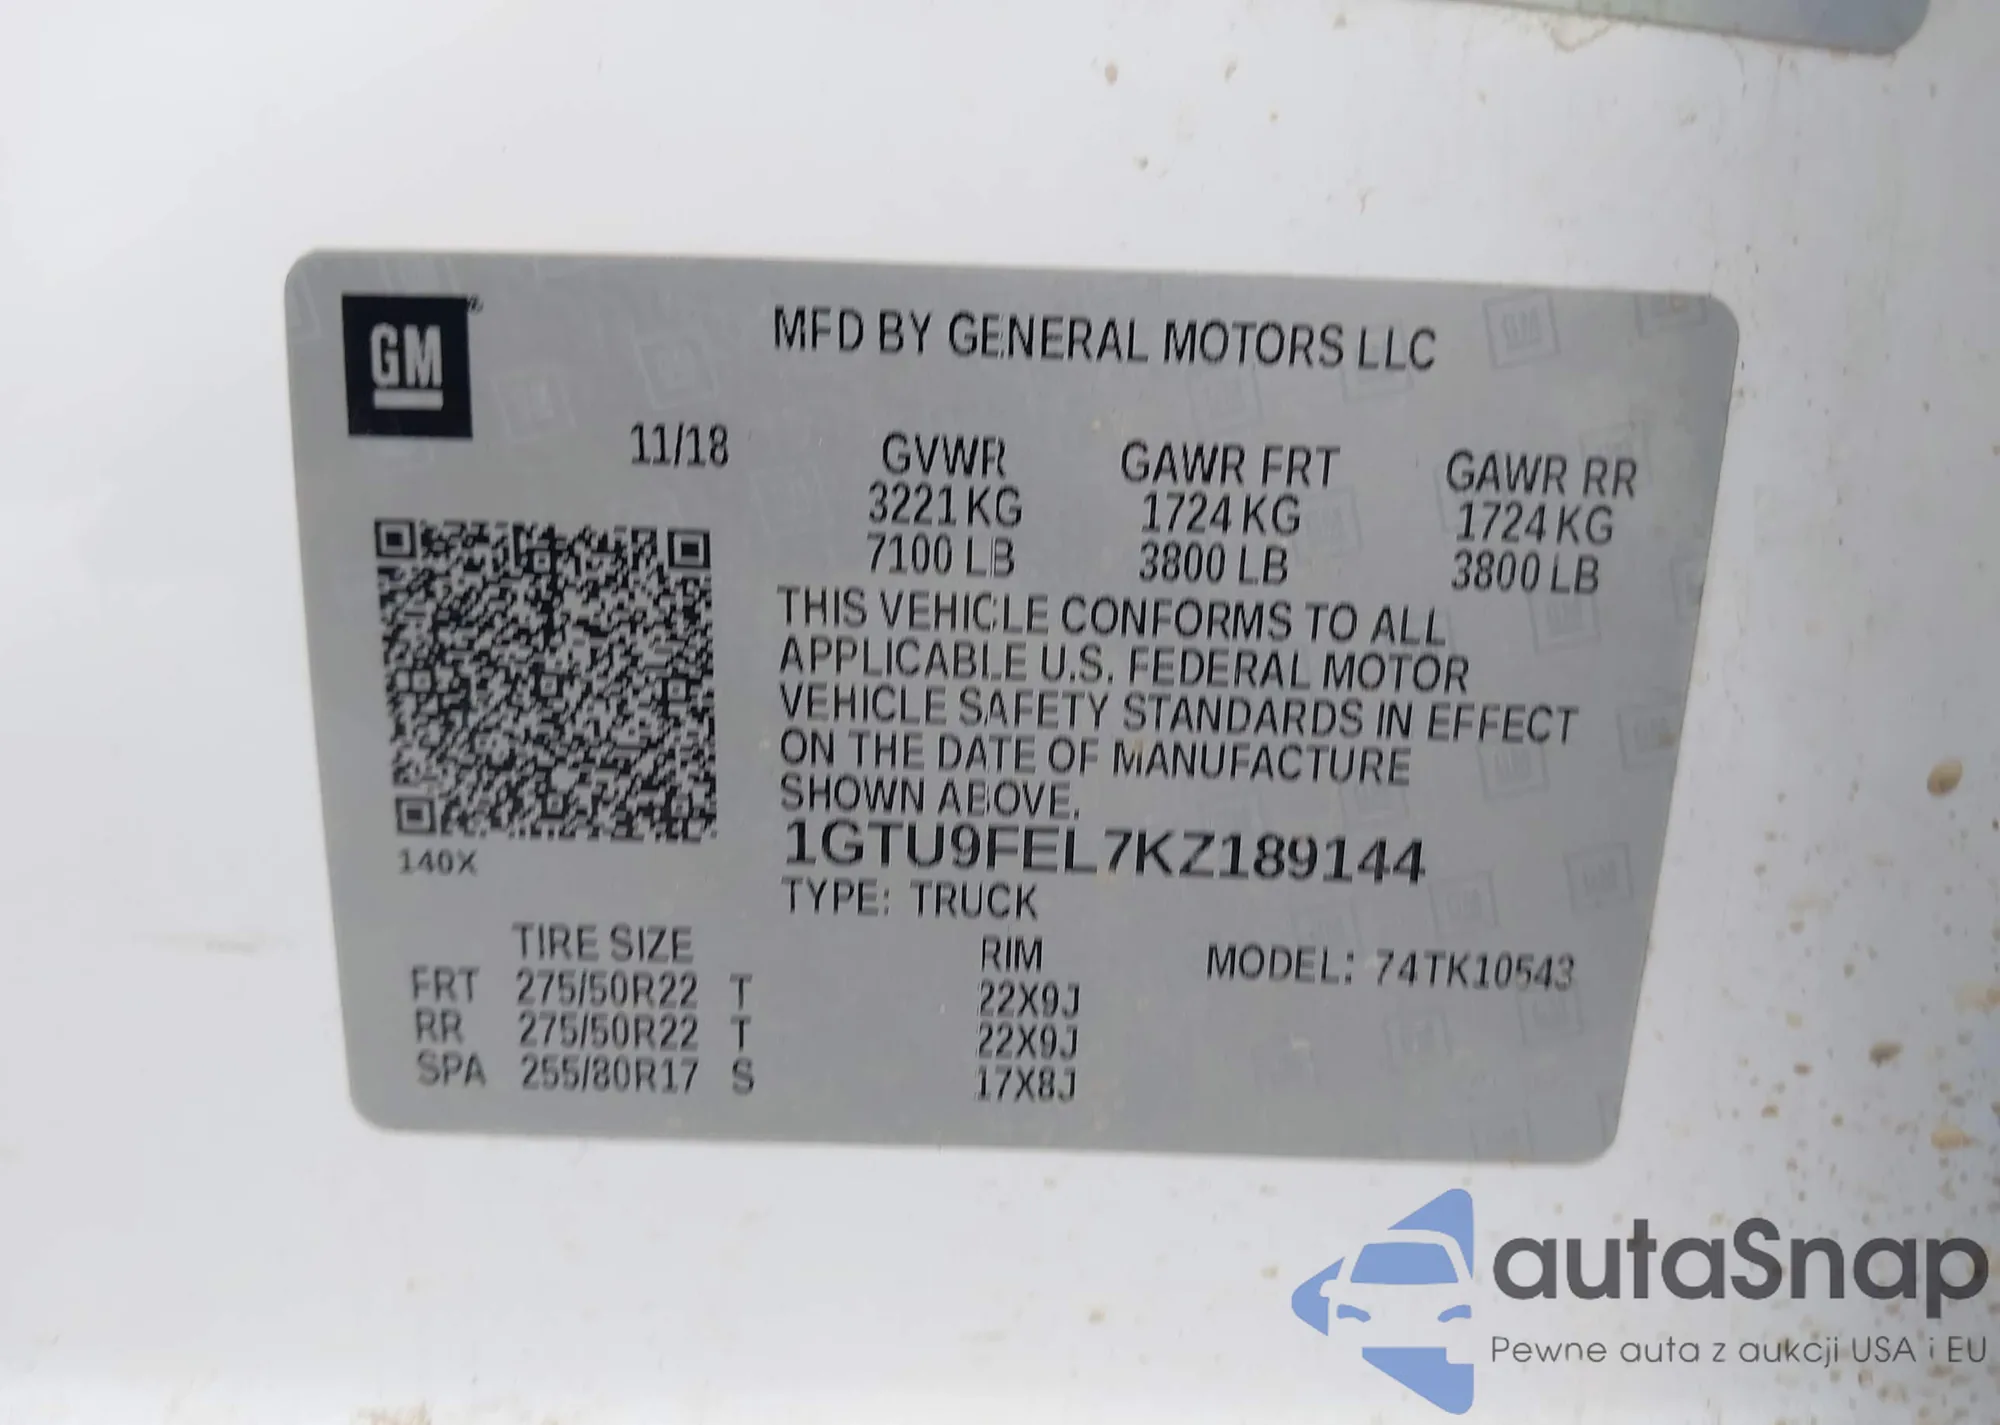 GM
MFD BY GENERAL MOTORS LLC
11/18 GVWR GAWR FRT GAWR RR
3221 KG 1724 KG 1724 KG
7100 LB 3800 LB 3800 LB
THIS VEHICLE CONFORMS TO ALL
APPLICABLE U.S. FEDERAL MOTOR
VEHICLE SAFETY STANDARDS IN EFFECT
ON THE DATE OF MANUFACTURE
SHOWN ABOVE.
1GTU9FEL7KZ189144
140X
TYPE: TRUCK
TIRE SIZE RIM MODEL: 74TK10543
FRT 275/50R22 T 22X9J
RR 275/50R22 T 22X9J
SPA 255/80R17 S 17X8J
autaSnap
Pewne auta z aukcji USA i EU